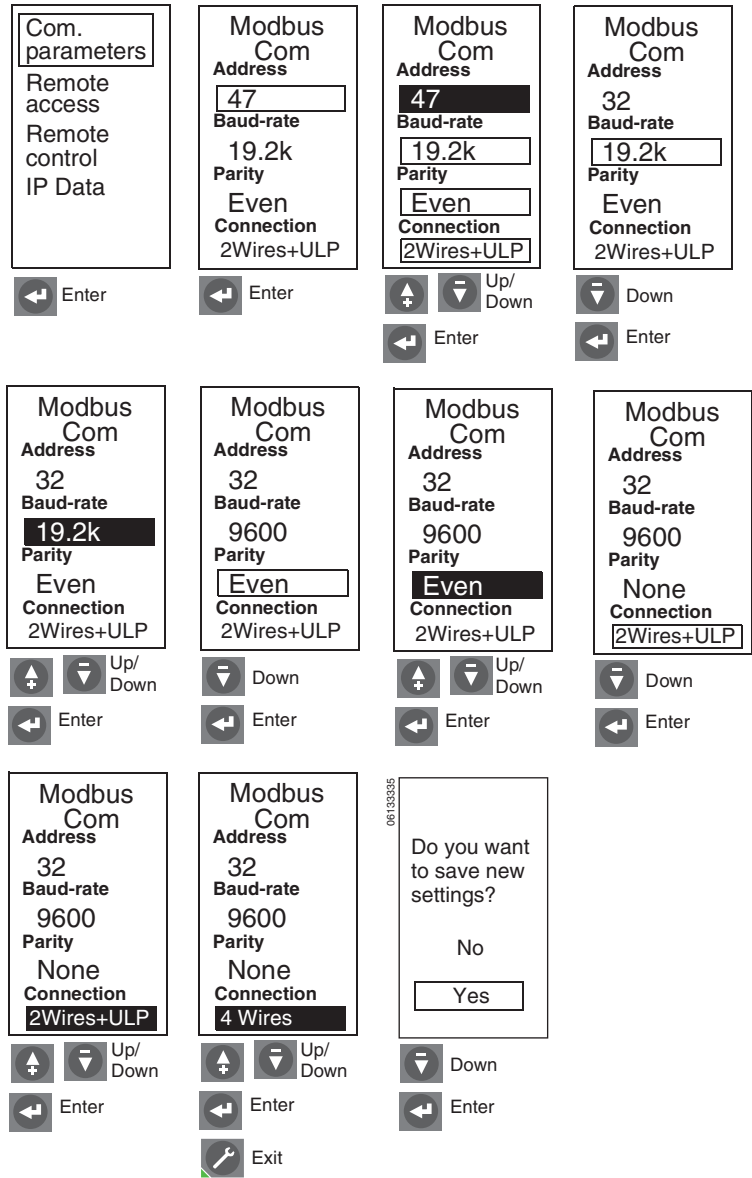 Com.
parameters
Remote
access
Remote
control
IP Data
Enter
Modbus
Com
Address
47
Baud-rate
19.2k
Parity
Even
Connection
2Wires+ULP
Enter
Modbus
Com
Address
47
Baud-rate
19.2k
Parity
Even
Connection
2Wires+ULP
Up/
Down
Enter
Modbus
Com
Address
32
Baud-rate
19.2k
Parity
Even
Connection
2Wires+ULP
Down
Enter
Modbus
Com
Address
32
Baud-rate
19.2k
Parity
Even
Connection
2Wires+ULP
Up/
Down
Enter
Modbus
Com
Address
32
Baud-rate
9600
Parity
Even
Connection
2Wires+ULP
Down
Enter
Modbus
Com
Address
32
Baud-rate
9600
Parity
Even
Connection
2Wires+ULP
Up/
Down
Enter
Modbus
Com
Address
32
Baud-rate
9600
Parity
None
Connection
2Wires+ULP
Down
Enter
Modbus
Com
Address
32
Baud-rate
9600
Parity
None
Connection
2Wires+ULP
Up/
Down
Enter
Modbus
Com
Address
32
Baud-rate
9600
Parity
None
Connection
4 Wires
Up/
Down
Enter
Exit
06133335
Do you want
to save new
settings?
No
Yes
Down
Enter